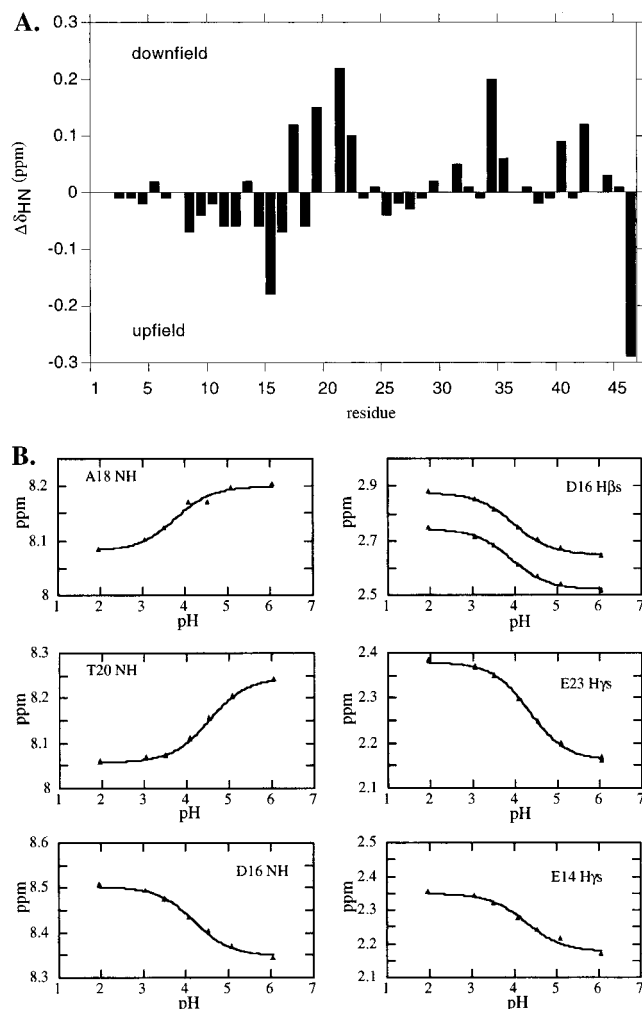 A.
0.3
downfield
0.2
0.1
ΔδHN (ppm)
0
-0.1
-0.2
upfield
-0.3
1 5 10 15 20 25 30 35 40 45
residue
B.
A18 NH
8.2
ppm
8.1
8
1 2 3 4 5 6 7
pH
2.9
D16 Hβs
2.8
ppm
2.7
2.6
2.5
1 2 3 4 5 6 7
pH
8.3
T20 NH
8.2
ppm
8.1
8
1 2 3 4 5 6 7
pH
2.4
E23 Hγs
2.3
ppm
2.2
2.1
1 2 3 4 5 6 7
pH
8.6
D16 NH
8.5
ppm
8.4
8.3
1 2 3 4 5 6 7
pH
2.5
E14 Hγs
2.4
ppm
2.3
2.2
2.1
1 2 3 4 5 6 7
pH